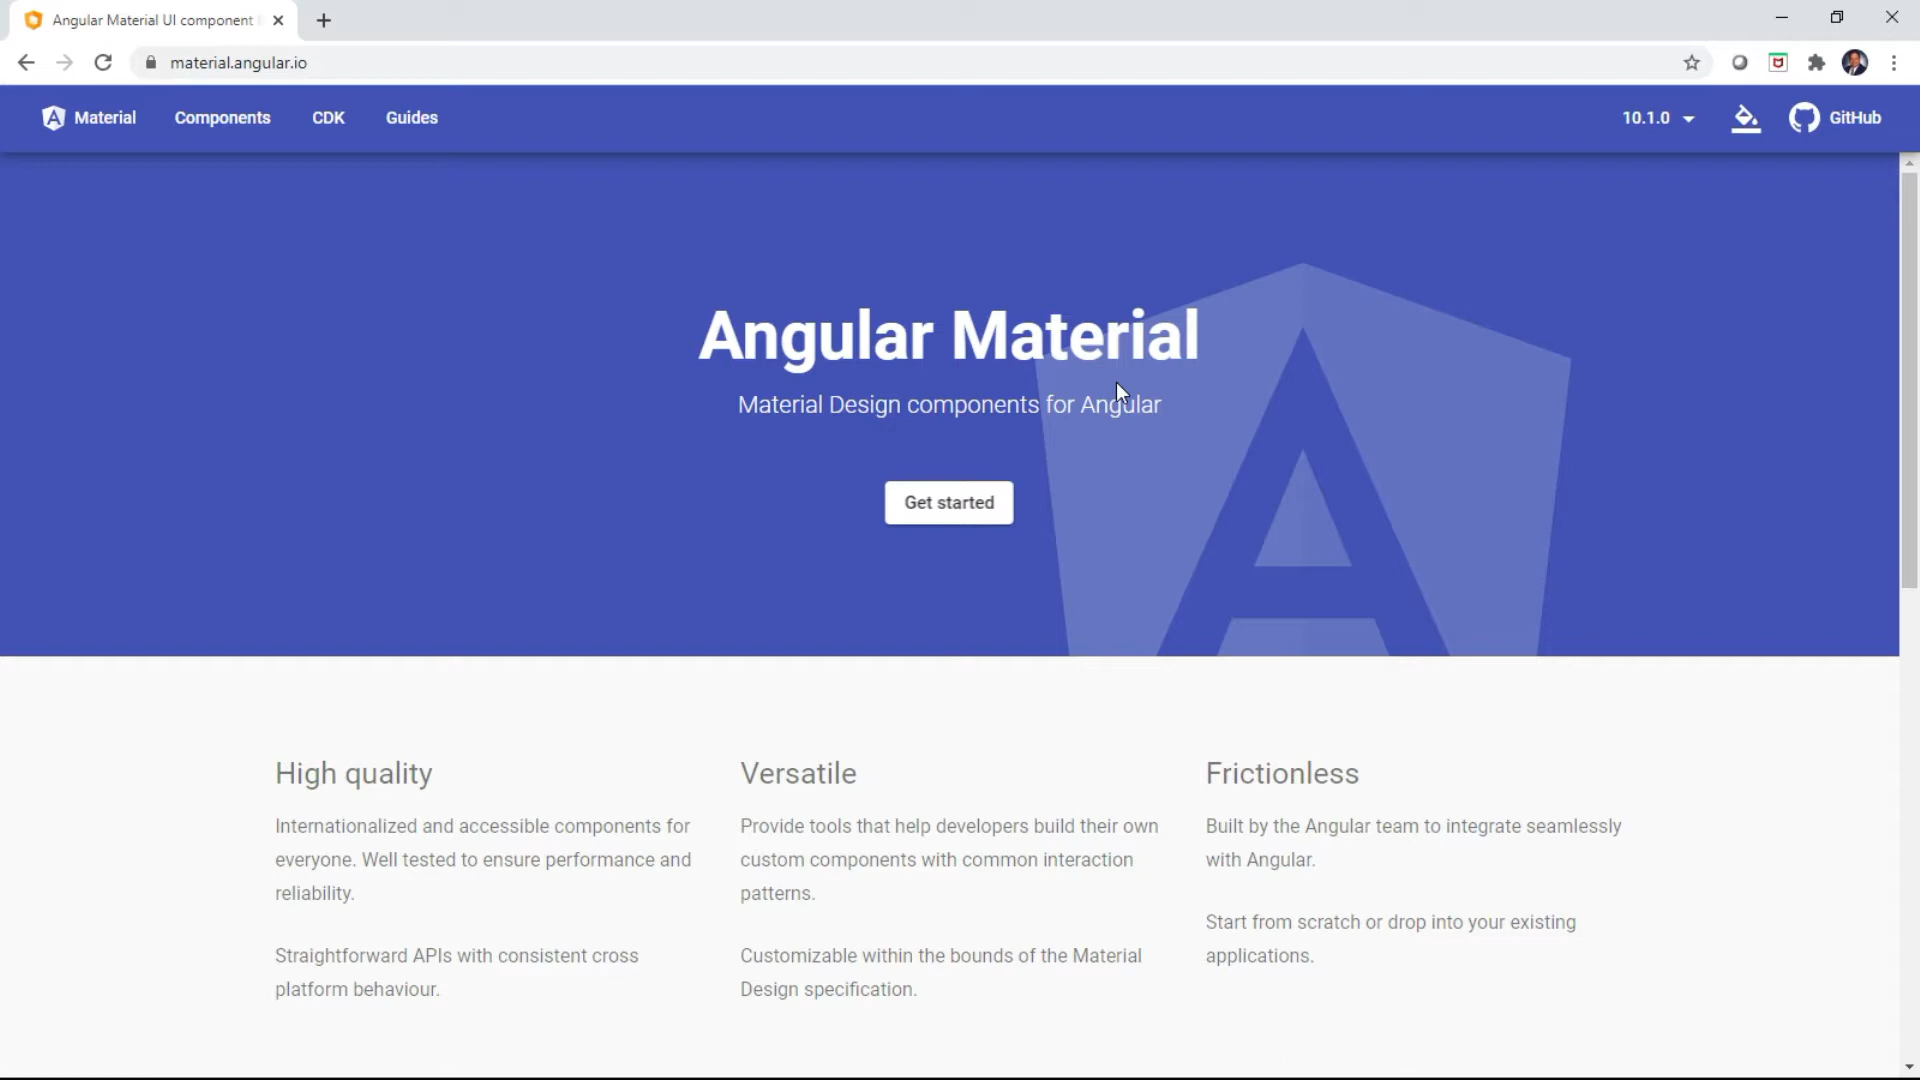 Angular Material UI component
material.angular.io
Material Components CDK Guides 10.1.0 GitHub
Angular Material
Material Design components for Angular
Get started
High quality
Internationalized and accessible components for
everyone. Well tested to ensure performance and
reliability.
Straightforward APIs with consistent cross
platform behaviour.
Versatile
Provide tools that help developers build their own
custom components with common interaction
patterns.
Customizable within the bounds of the Material
Design specification.
Frictionless
Built by the Angular team to integrate seamlessly
with Angular.
Start from scratch or drop into your existing
applications.